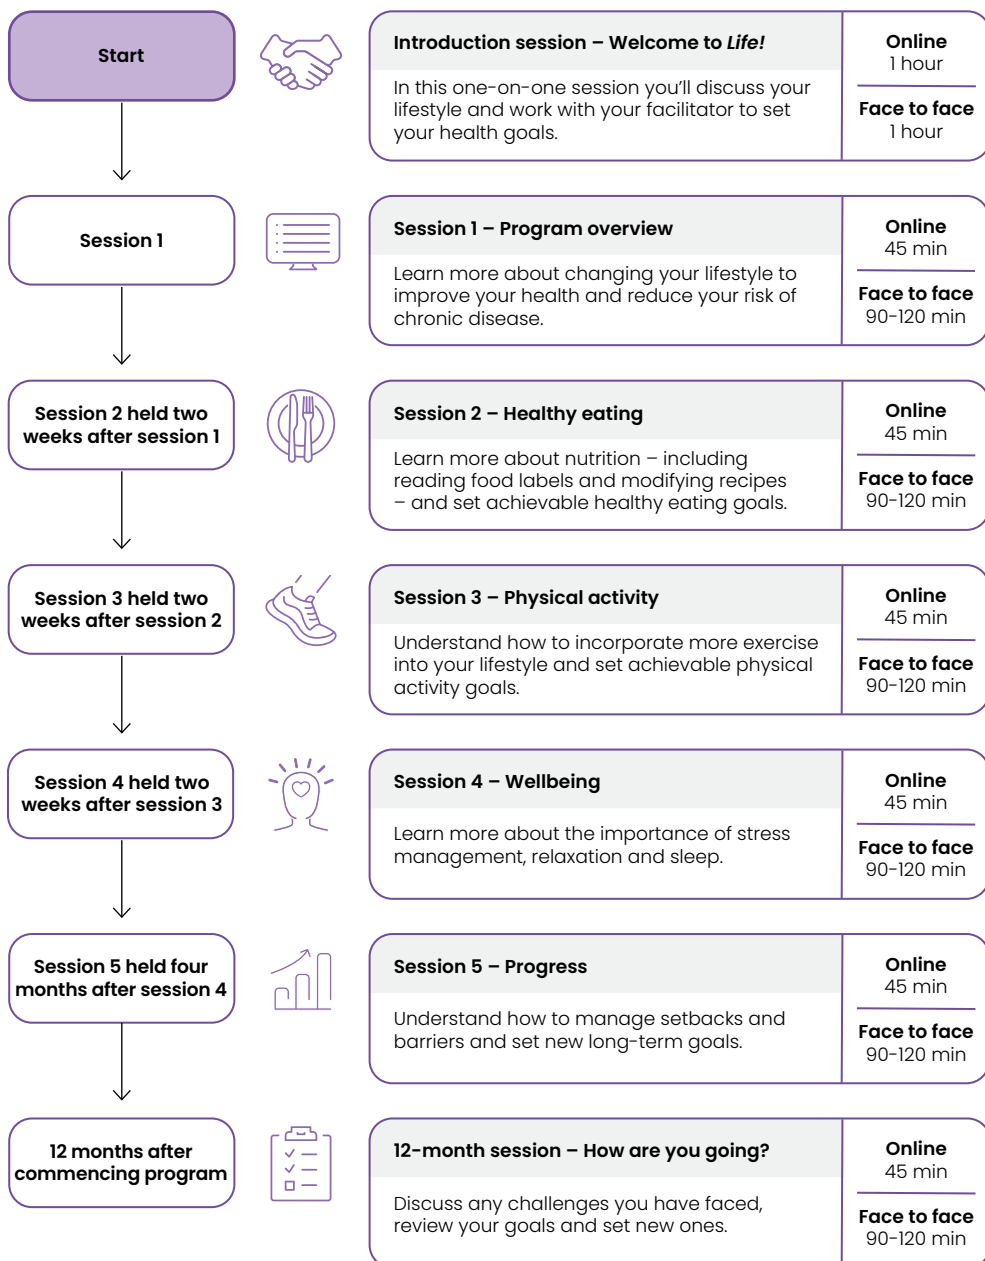 Start
Introduction session – Welcome to Life!
In this one-on-one session you’ll discuss your
lifestyle and work with your facilitator to set
your health goals.
Online
1 hour
Face to face
1 hour
Session 1
Session 1 – Program overview
Learn more about changing your lifestyle to
improve your health and reduce your risk of
chronic disease.
Online
45 min
Face to face
90-120 min
Session 2 held two
weeks after session 1
Session 2 – Healthy eating
Learn more about nutrition – including
reading food labels and modifying recipes
– and set achievable healthy eating goals.
Online
45 min
Face to face
90-120 min
Session 3 held two
weeks after session 2
Session 3 – Physical activity
Understand how to incorporate more exercise
into your lifestyle and set achievable physical
activity goals.
Online
45 min
Face to face
90-120 min
Session 4 held two
weeks after session 3
Session 4 – Wellbeing
Learn more about the importance of stress
management, relaxation and sleep.
Online
45 min
Face to face
90-120 min
Session 5 held four
months after session 4
Session 5 – Progress
Understand how to manage setbacks and
barriers and set new long-term goals.
Online
45 min
Face to face
90-120 min
12 months after
commencing program
12-month session – How are you going?
Discuss any challenges you have faced,
review your goals and set new ones.
Online
45 min
Face to face
90-120 min